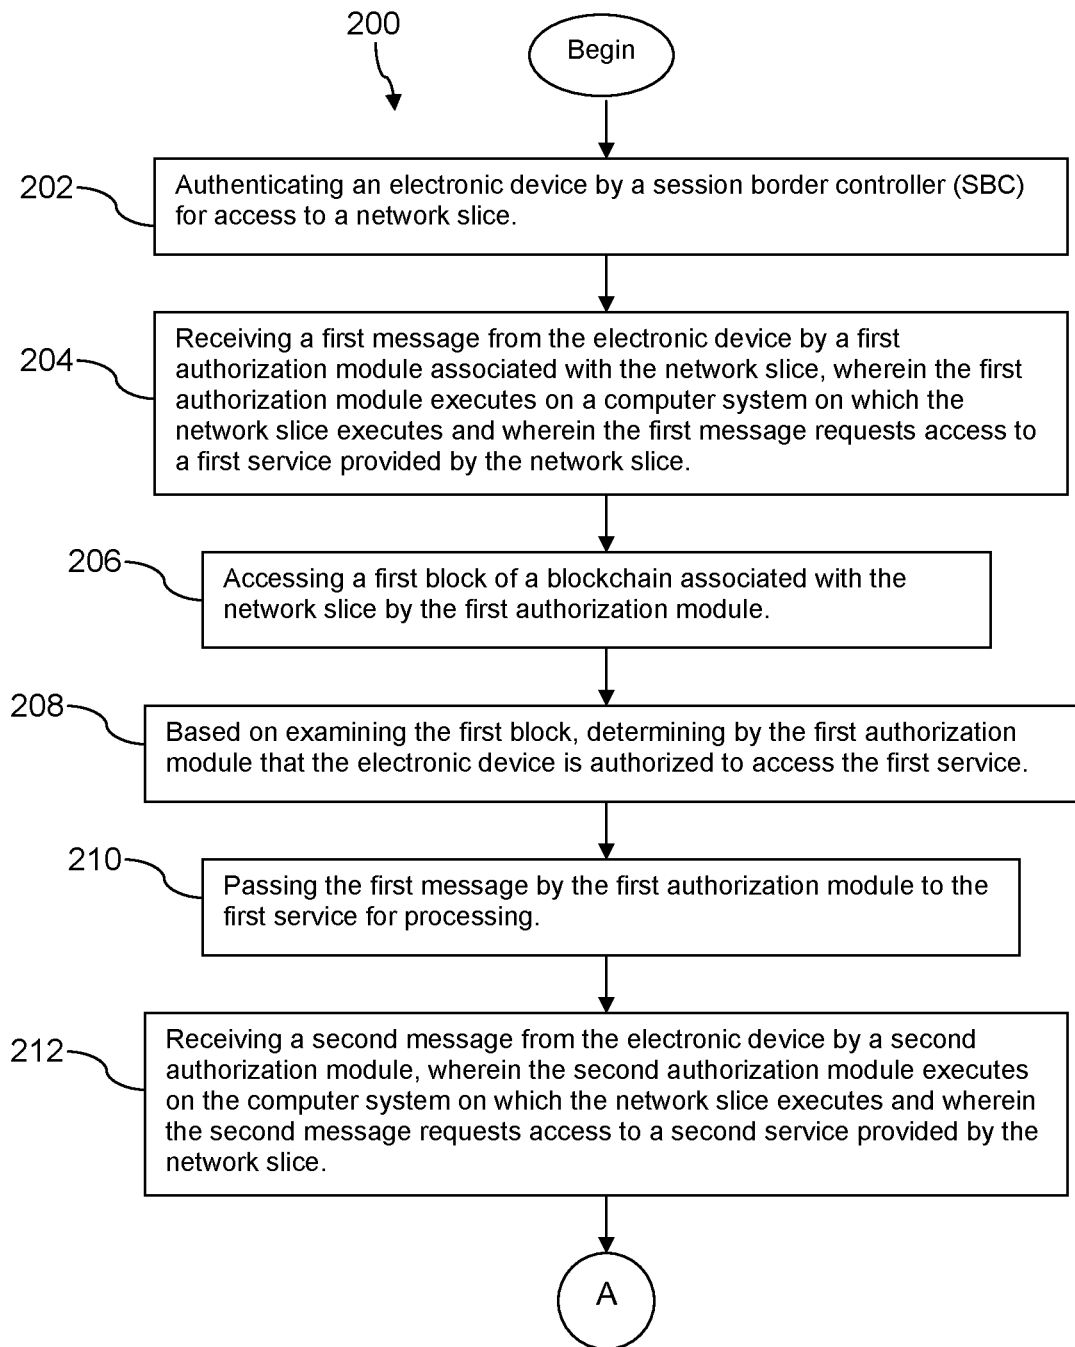 200
Begin
202
Authenticating an electronic device by a session border controller (SBC)
for access to a network slice.
204
Receiving a first message from the electronic device by a first
authorization module associated with the network slice, wherein the first
authorization module executes on a computer system on which the
network slice executes and wherein the first message requests access to
a first service provided by the network slice.
206
Accessing a first block of a blockchain associated with the
network slice by the first authorization module.
208
Based on examining the first block, determining by the first authorization
module that the electronic device is authorized to access the first service.
210
Passing the first message by the first authorization module to the
first service for processing.
212
Receiving a second message from the electronic device by a second
authorization module, wherein the second authorization module executes
on the computer system on which the network slice executes and wherein
the second message requests access to a second service provided by the
network slice.
A